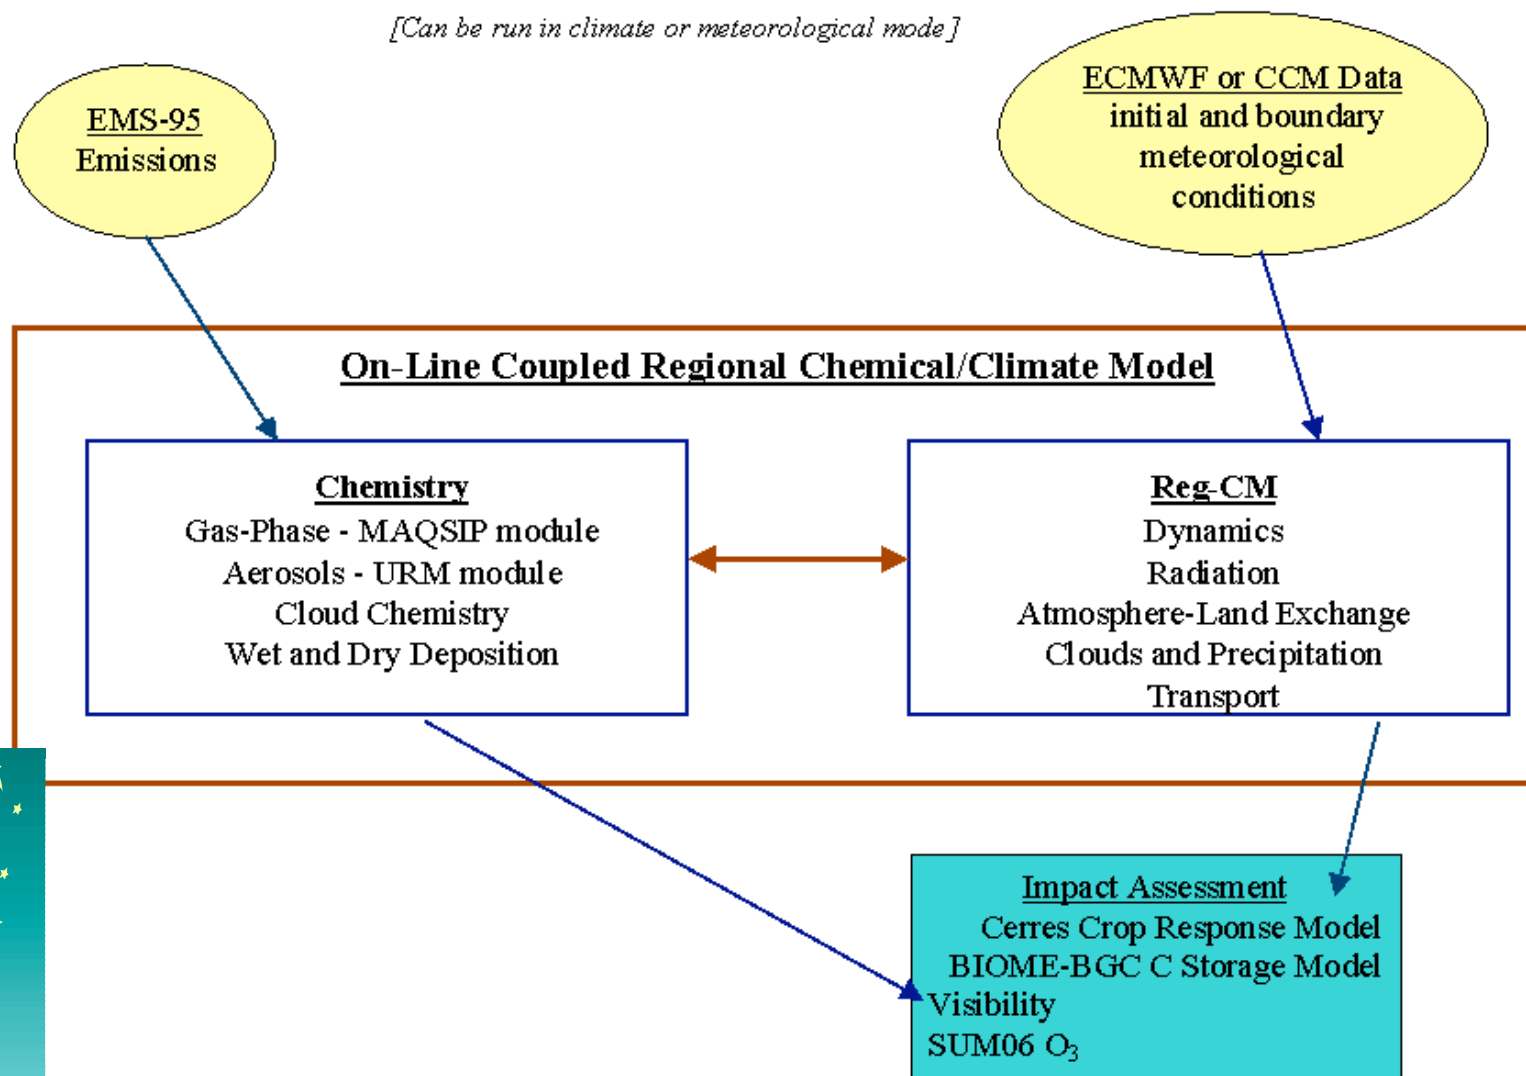 [Can be run in climate or meteorological mode]
EMS-95
Emissions
ECMWF or CCM Data
initial and boundary
meteorological
conditions
On-Line Coupled Regional Chemical/Climate Model
Chemistry
Gas-Phase - MAQSIP module
Aerosols - URM module
Cloud Chemistry
Wet and Dry Deposition
Reg-CM
Dynamics
Radiation
Atmosphere-Land Exchange
Clouds and Precipitation
Transport
Impact Assessment
Cerres Crop Response Model
BIOME-BGC C Storage Model
Visibility
SUM06 O₃